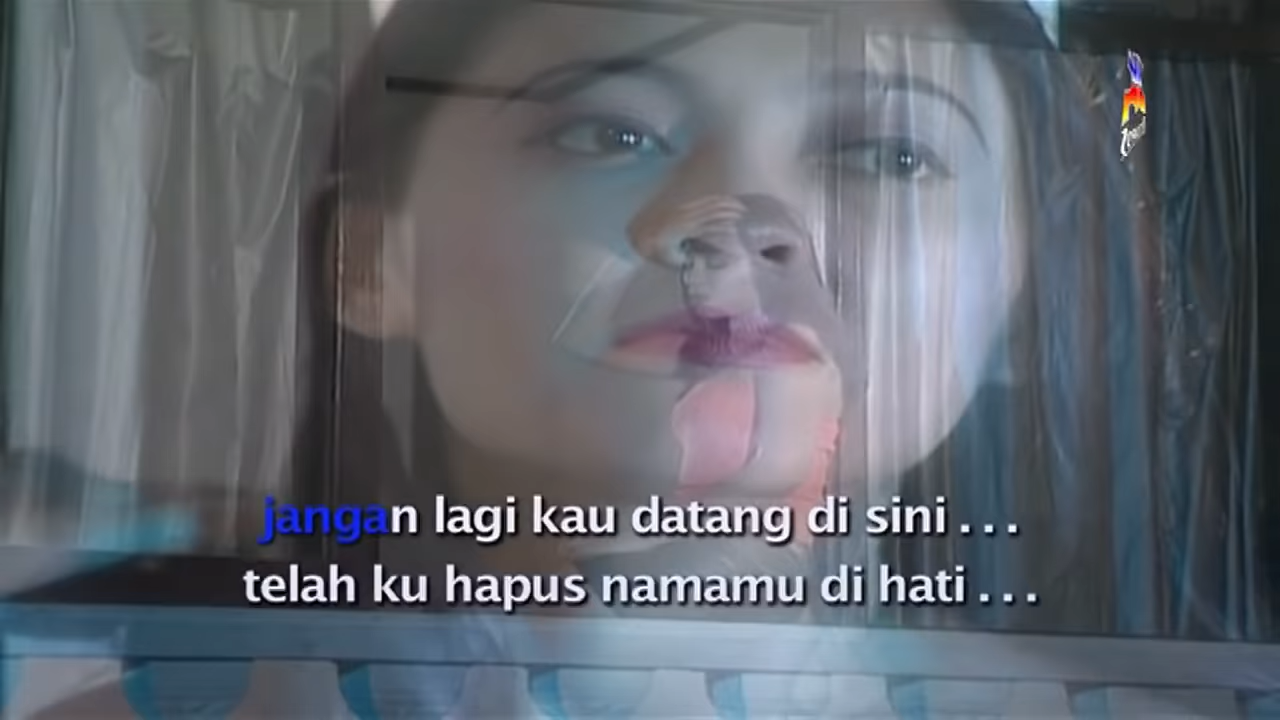 jangan lagi kau datang di sini . . .
telah ku hapus namamu di hati . . .